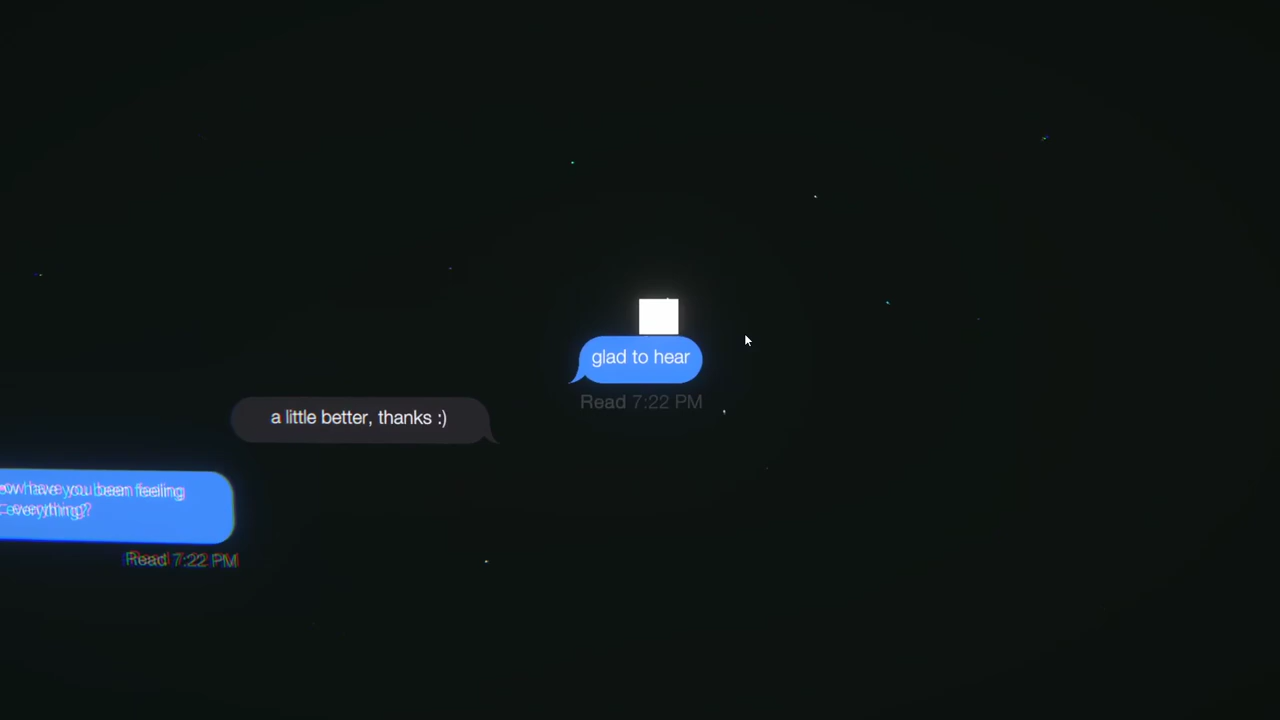 glad to hear
Read 7:22 PM
a little better, thanks :)
have you been feeling
everything?
Read 7:22 PM